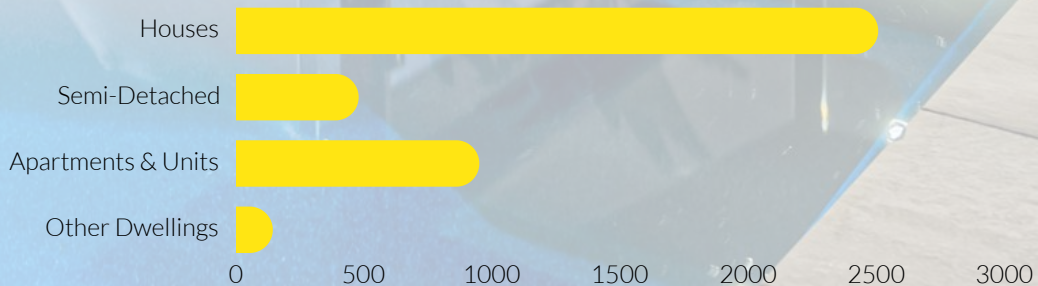 Houses
Semi-Detached
Apartments & Units
Other Dwellings
0 500 1000 1500 2000 2500 3000